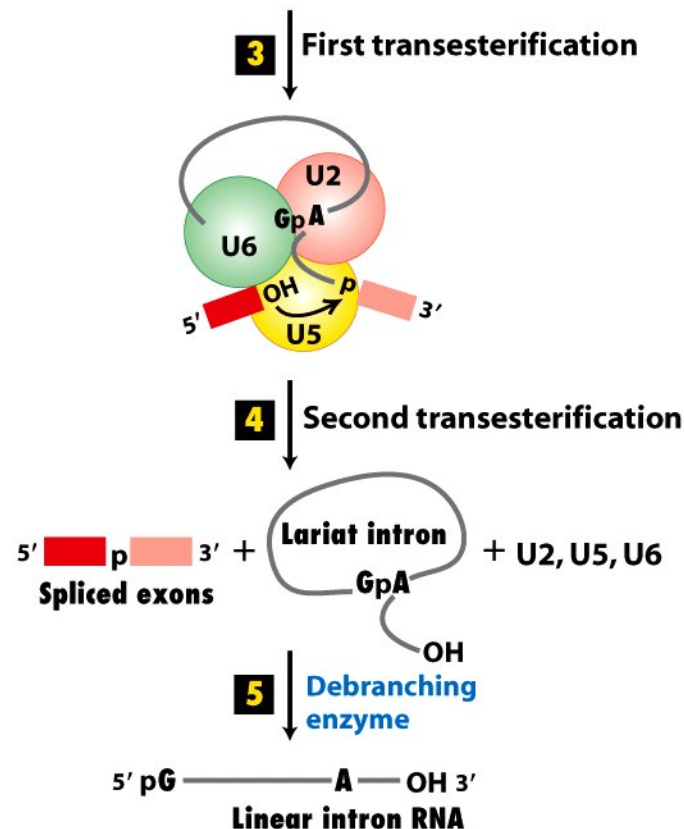 3 First transesterification
U2
GpA
U6
OH p
5′ 3′
U5
4 Second transesterification
Lariat intron
5′ p 3′ + + U2, U5, U6
Spliced exons
GpA
OH
5 Debranching
enzyme
5′ pG A OH 3′
Linear intron RNA